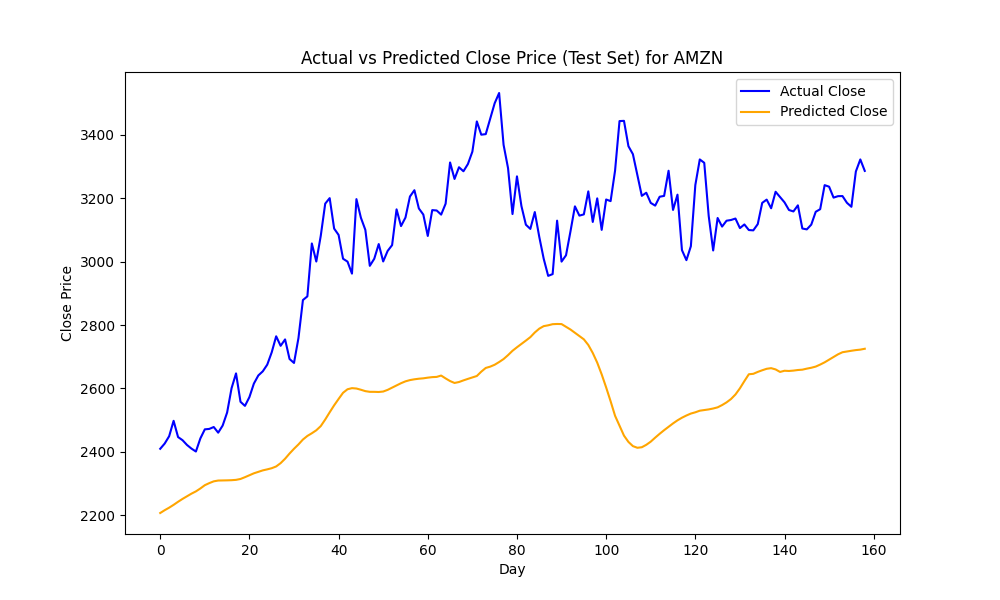 Actual vs Predicted Close Price (Test Set) for AMZN
Actual Close
Predicted Close
Close Price
3400
3200
3000
2800
2600
2400
2200
0 20 40 60 80 100 120 140 160
Day